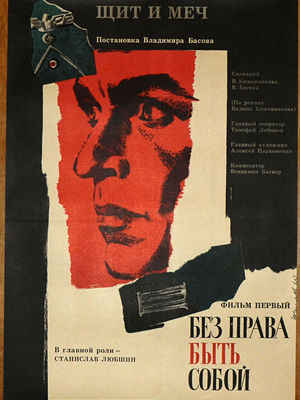 ЩИТ И МЕЧ
Постановка Владимира Басова
Сценарий
В. Кожевникова,
В. Басова
(По роману
Вадима Кожевникова)
Главный оператор
Тимофей Лебешев
Главный художник
Алексей Пархоменко
Композитор
Вениамин Баснер
ФИЛЬМ ПЕРВЫЙ
БЕЗ ПРАВА
БЫТЬ
СОБОЙ
В главной роли –
СТАНИСЛАВ ЛЮБШИН